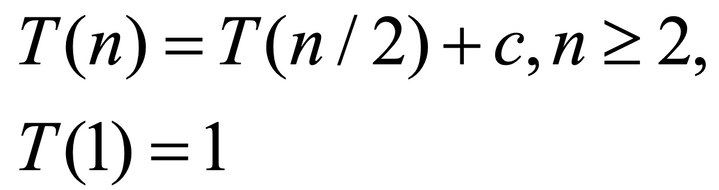 T(n) = T(n/2) + c, n ≥ 2,
T(1) = 1